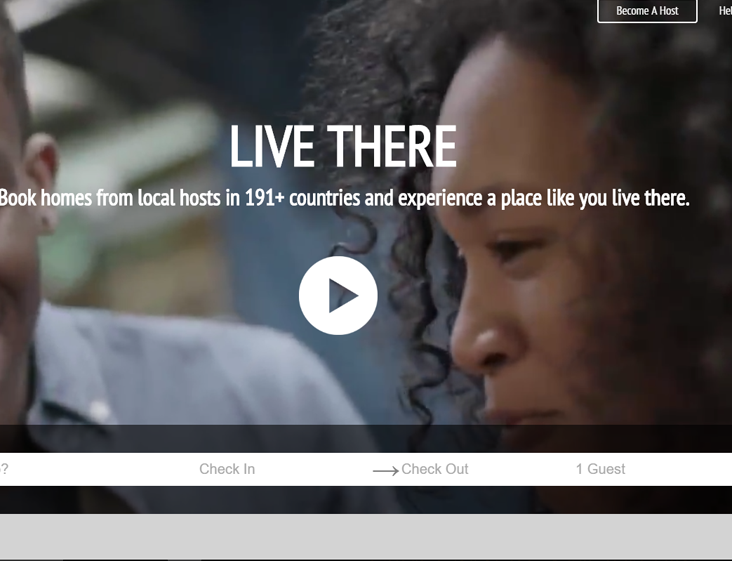 Become A Host Hel
LIVE THERE
Book homes from local hosts in 191+ countries and experience a place like you live there.
? Check In Check Out 1 Guest